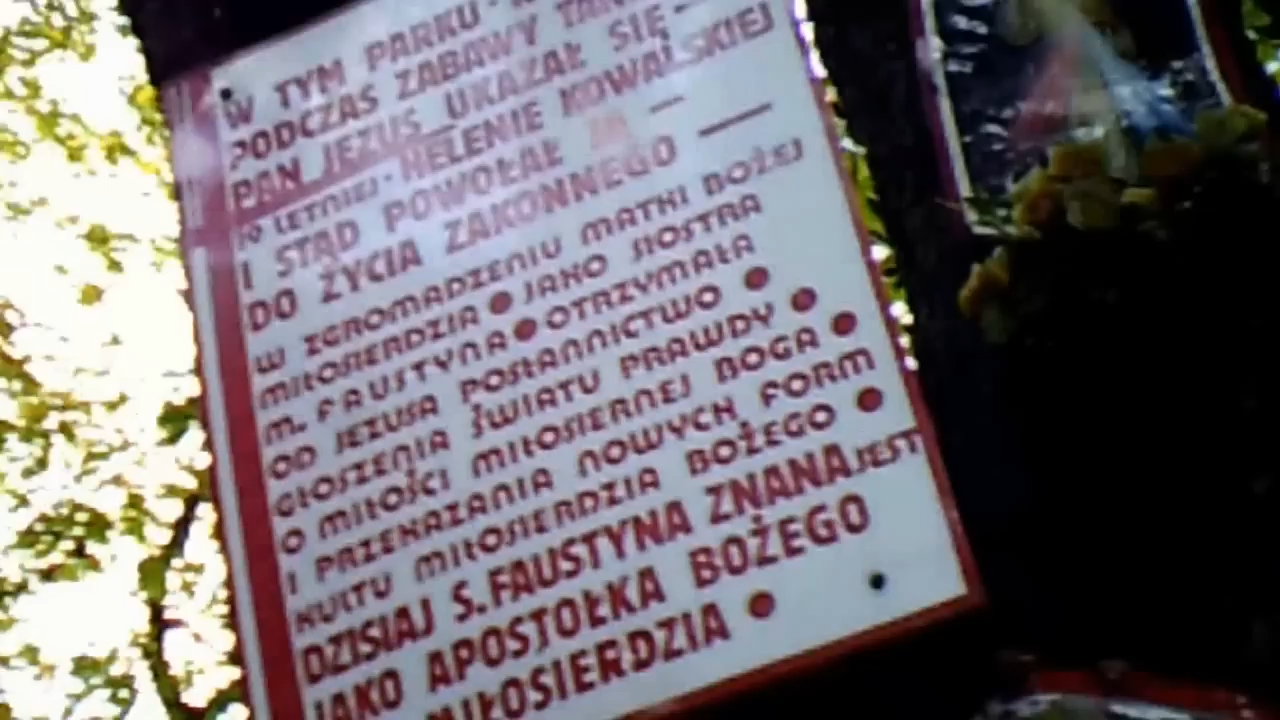 W TYM PARKU -
PODCZAS ZABAWY
PAN JEZUS UKAZAŁ SIĘ -
19 LETNIEJ - HELENIE KOWALSKIEJ
I STĄD POWOŁAŁ JĄ —
DO ŻYCIA ZAKONNEGO —
W ZGROMADZENIU MATKI BOŻEJ
MIŁOSIERDZIA ● JAKO SIOSTRA
M. FAUSTYNA ● OTRZYMAŁA
OD JEZUSA POSŁANNICTWO ●
GŁOSZENIA ŚWIATU PRAWDY ●
O MIŁOŚCI MIŁOSIERNEJ BOGA ●
I PRZEKAZANIA NOWYCH FORM
KULTU MIŁOSIERDZIA BOŻEGO ●
DZISIAJ S. FAUSTYNA ZNANA JEST
JAKO APOSTOŁKA BOŻEGO
MIŁOSIERDZIA ●